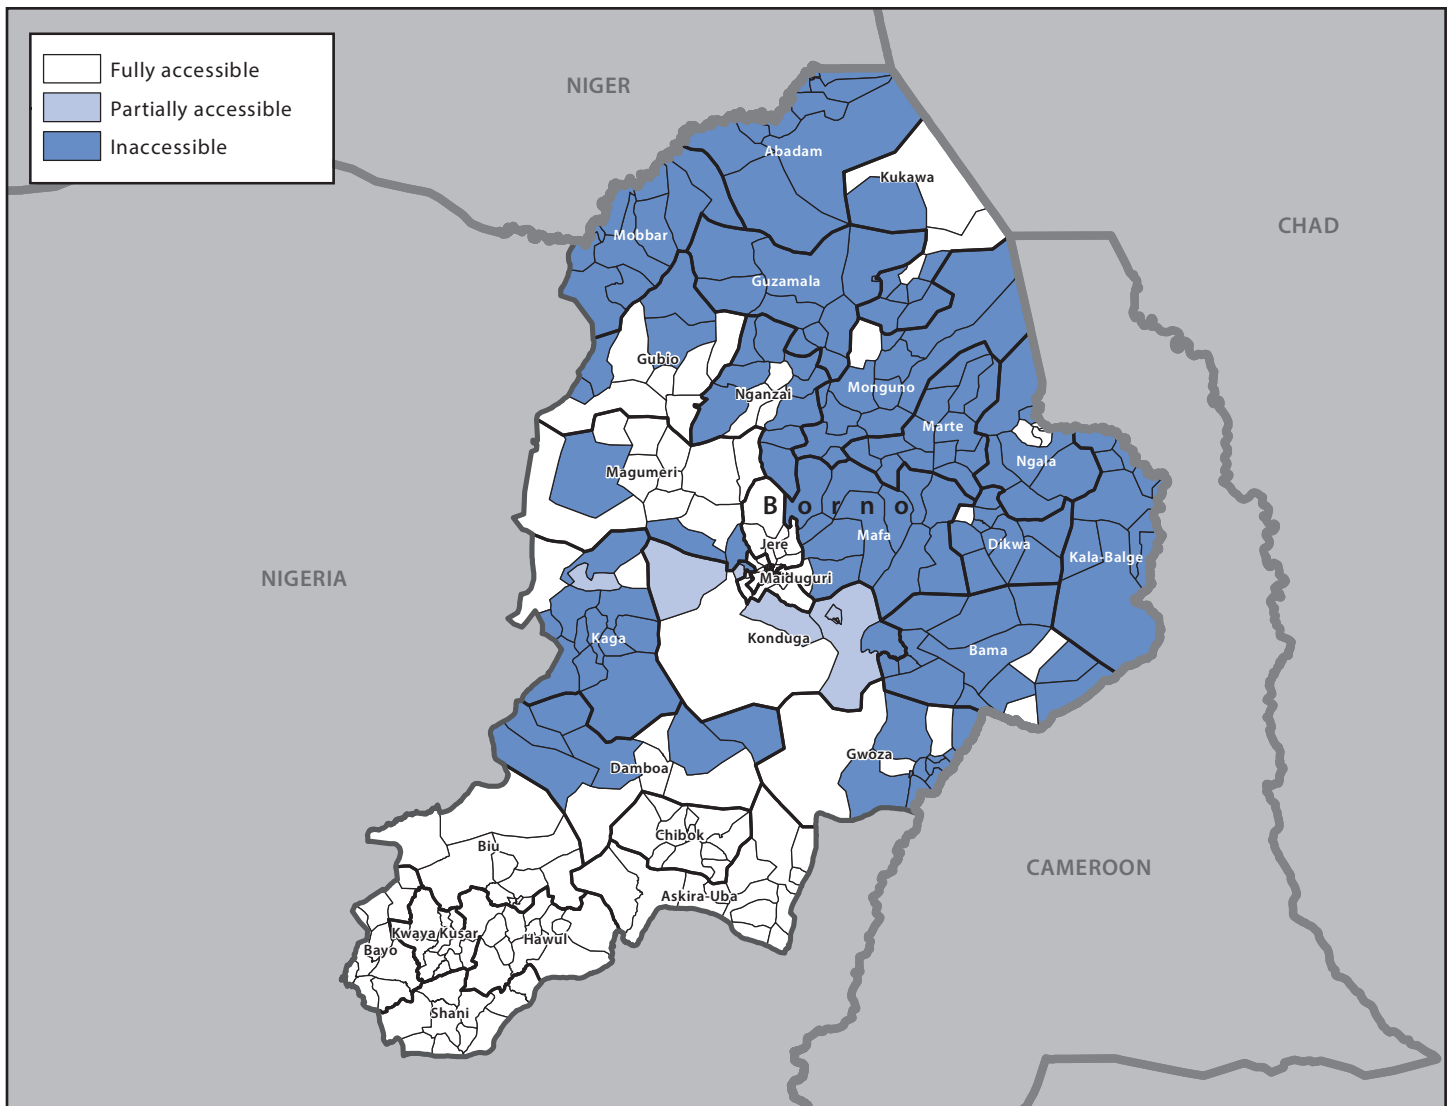 Fully accessible
Partially accessible
Inaccessible
NIGER
CHAD
NIGERIA
CAMEROON
Abadam
Kukawa
Mobbar
Guzamala
Gubio
Nganzai
Monguno
Marte
Ngala
Magumeri
Borno
Jere
Mafa
Dikwa
Kala-Balge
Maiduguri
Kaga
Konduga
Bama
Gwoza
Damboa
Chibok
Biu
Askira-Uba
Kwaya Kusar
Hawul
Bayo
Shani